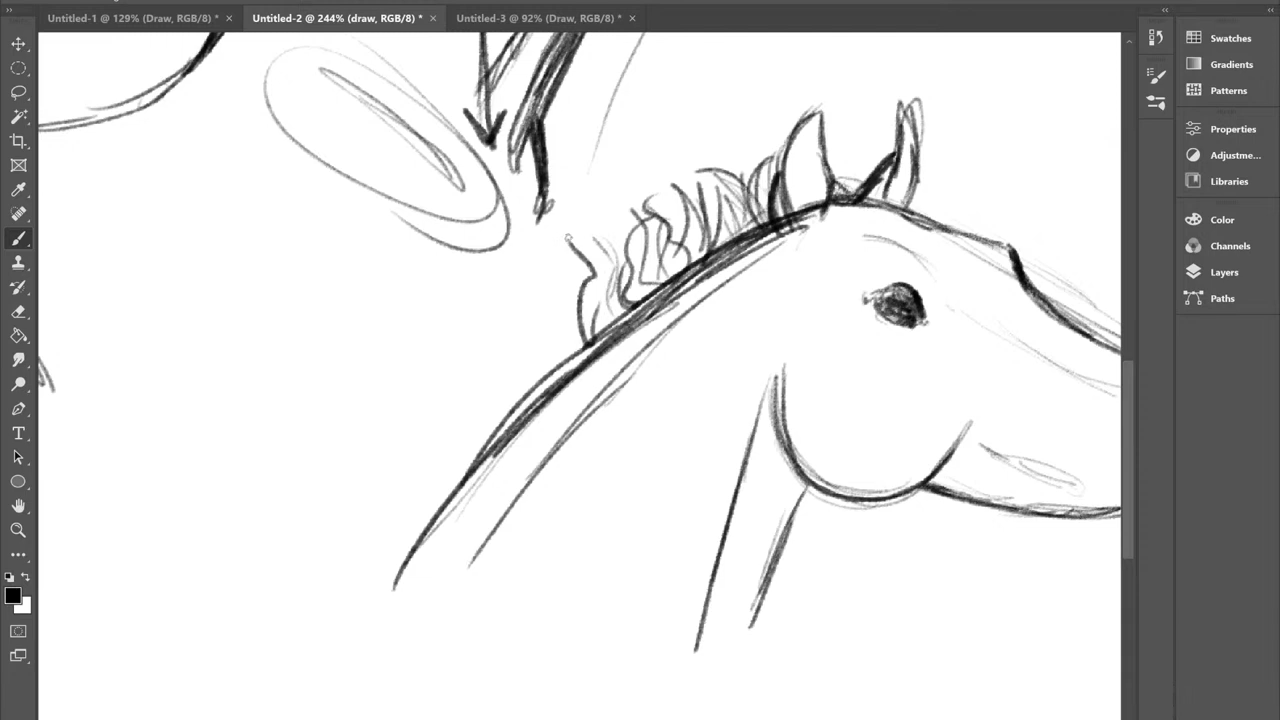 Untitled-1 @ 129% (Draw, RGB/8) * × Untitled-2 @ 244% (draw, RGB/8) * × Untitled-3 @ 92% (Draw, RGB/8) * ×
Swatches
Gradients
Patterns
Properties
Adjustme...
Libraries
Color
Channels
Layers
Paths